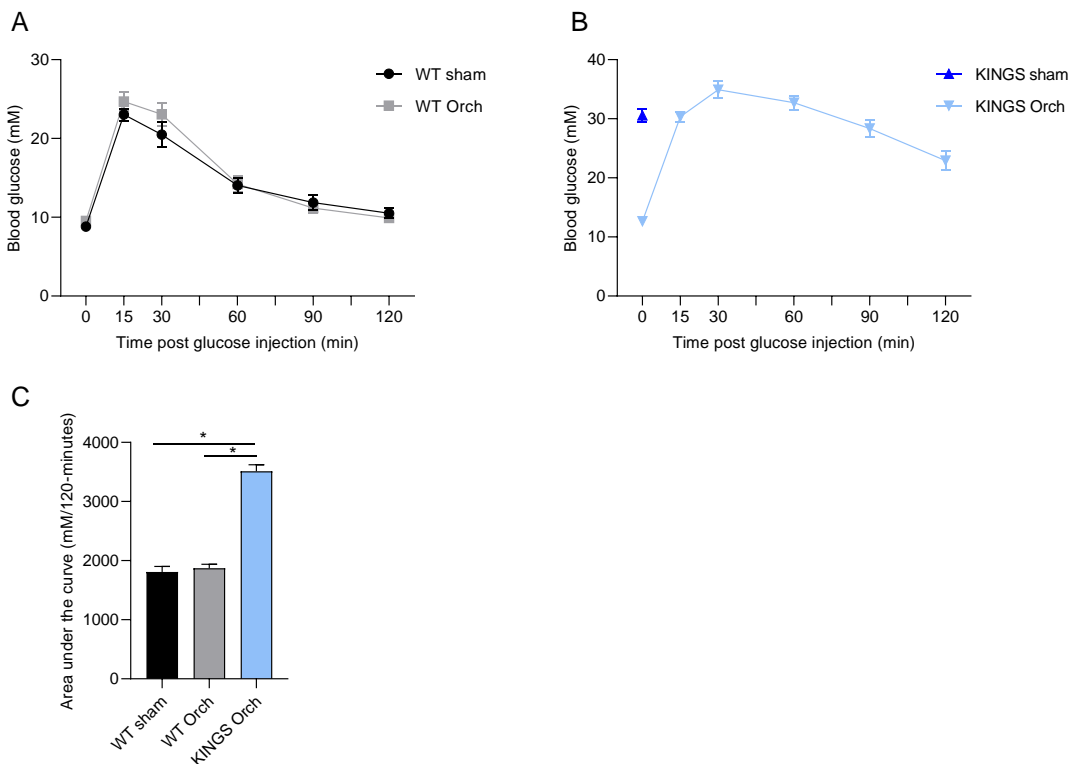 A
Blood glucose (mM)
30
20
10
0
0 15 30 60 90 120
Time post glucose injection (min)
WT sham
WT Orch
B
Blood glucose (mM)
40
30
20
10
0
0 15 30 60 90 120
Time post glucose injection (min)
KINGS sham
KINGS Orch
C
Area under the curve (mM/120-minutes)
4000
3000
2000
1000
0
*
*
WT sham
WT Orch
KINGS Orch